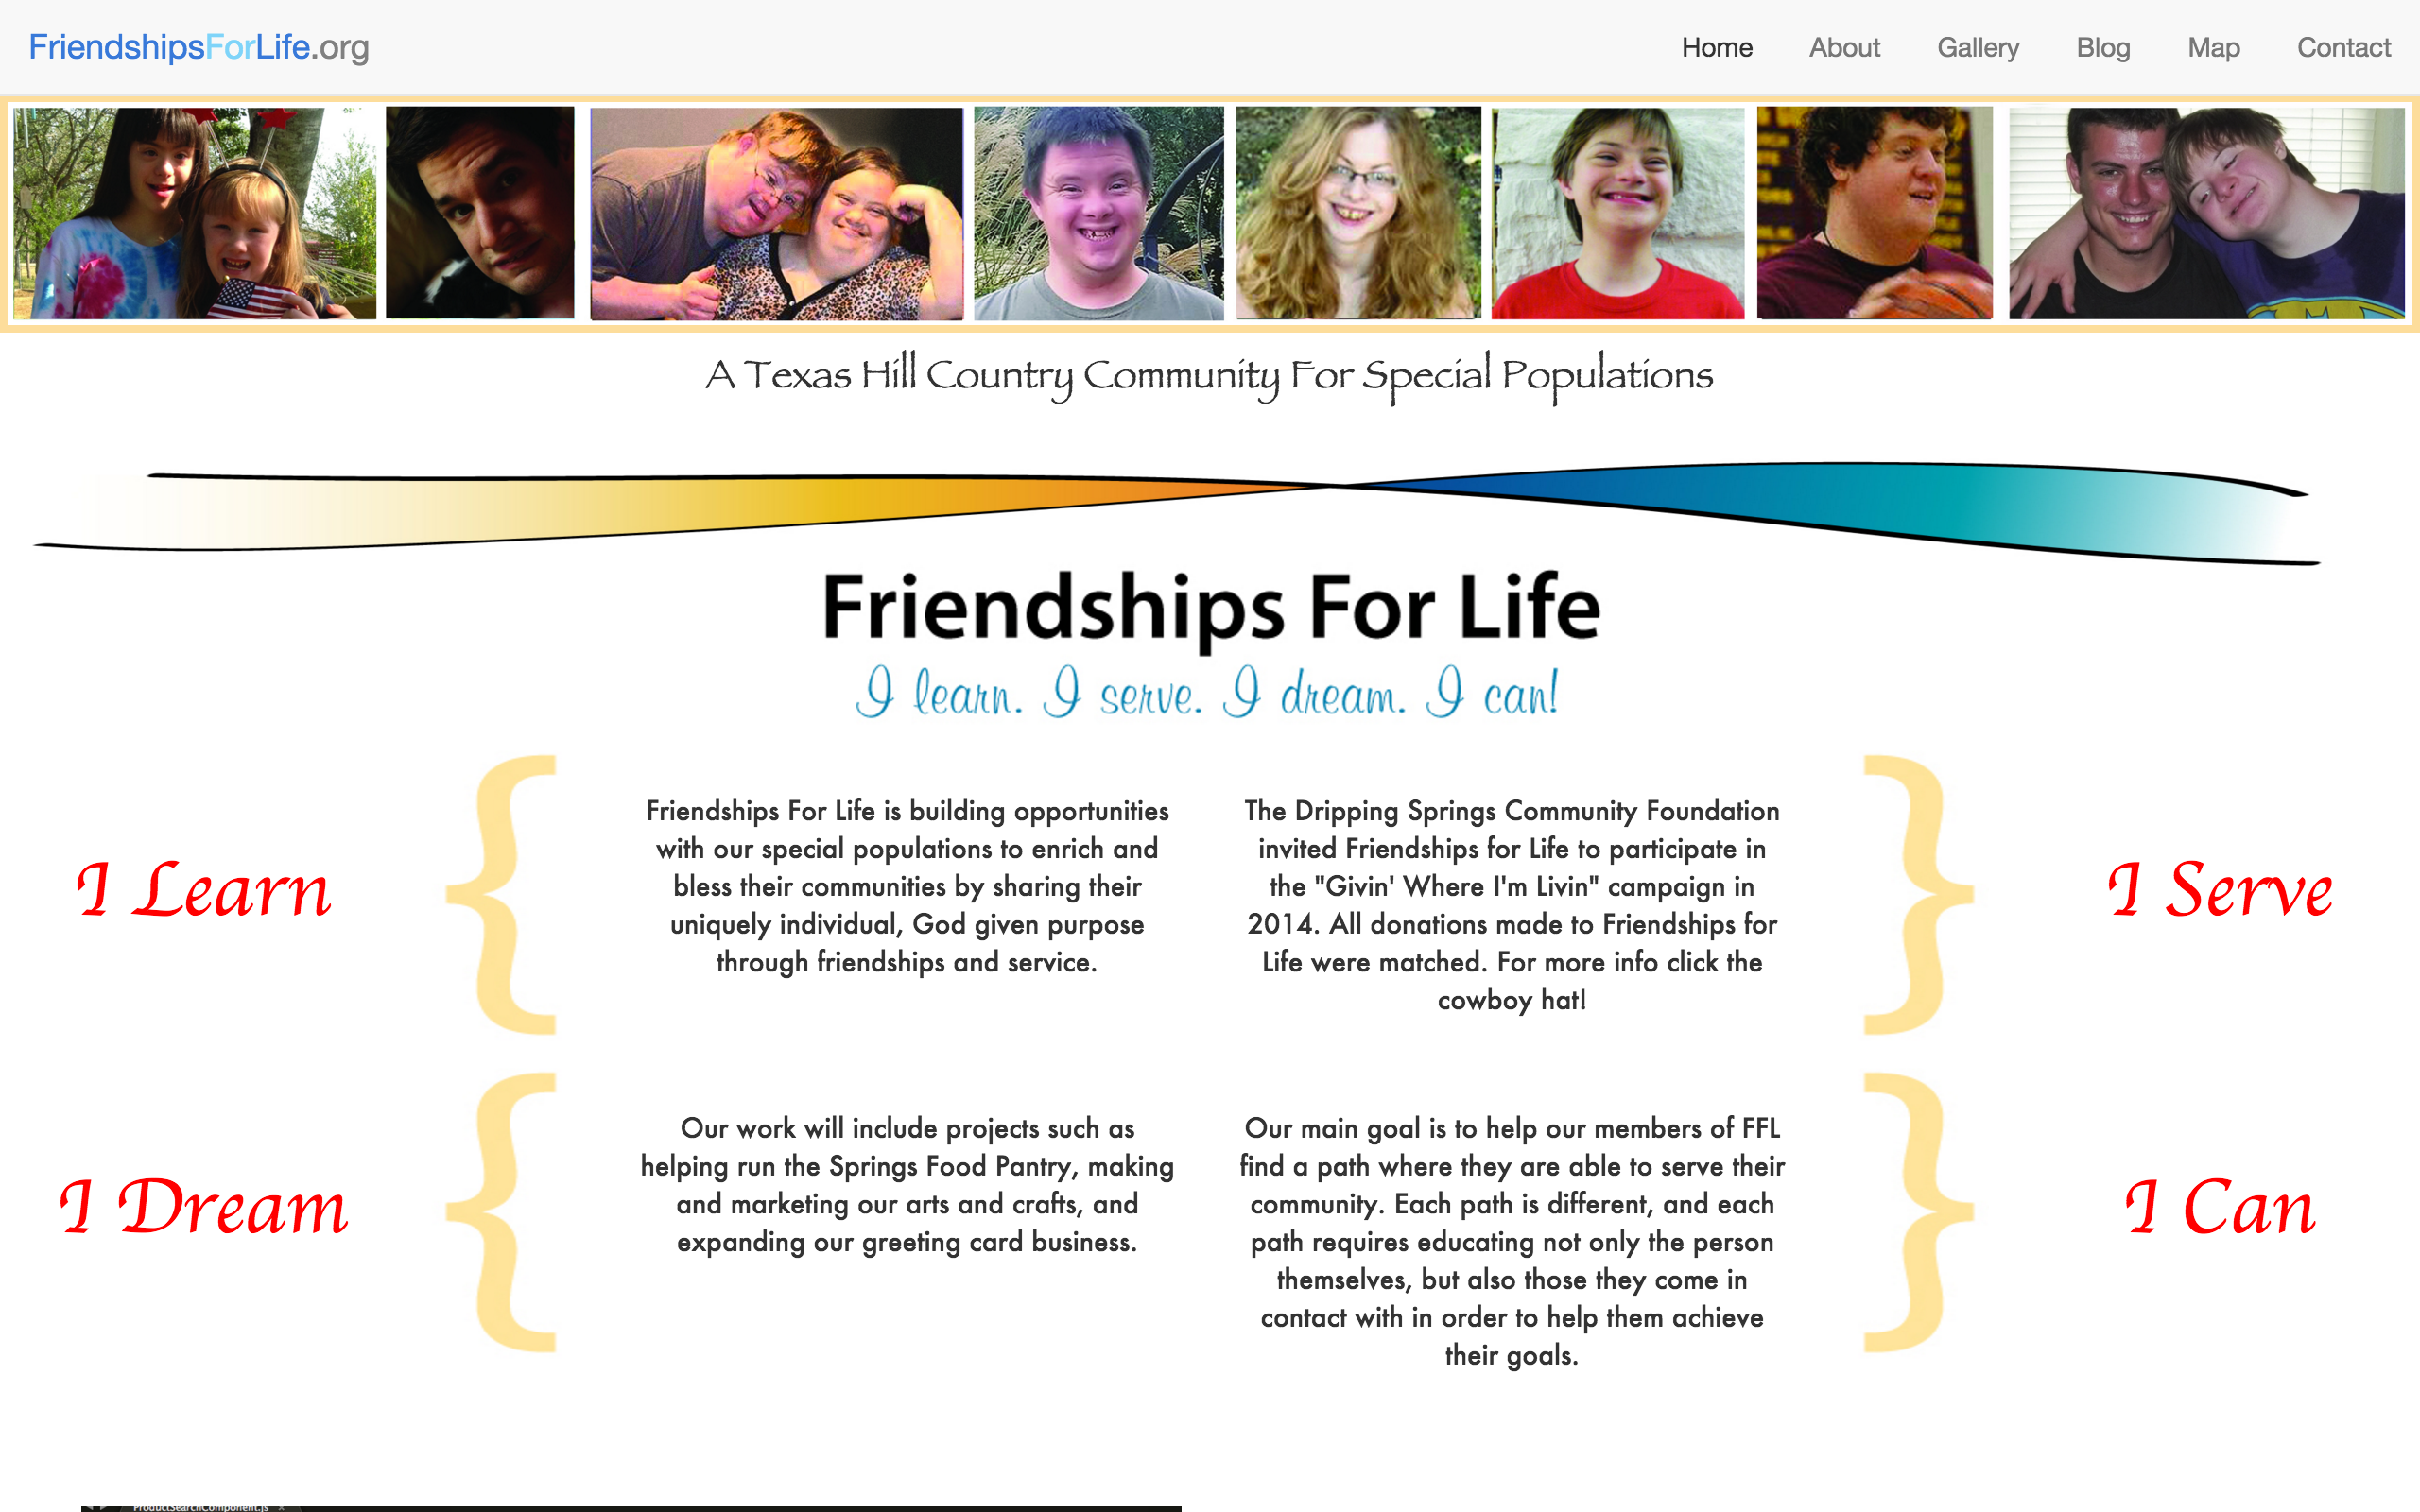 FriendshipsForLife.org
Home About Gallery Blog Map Contact
A Texas Hill Country Community For Special Populations
Friendships For Life
I learn. I serve. I dream. I can!
I Learn
Friendships For Life is building opportunities
with our special populations to enrich and
bless their communities by sharing their
uniquely individual, God given purpose
through friendships and service.
The Dripping Springs Community Foundation
invited Friendships for Life to participate in
the "Givin' Where I'm Livin" campaign in
2014. All donations made to Friendships for
Life were matched. For more info click the
cowboy hat!
I Serve
I Dream
Our work will include projects such as
helping run the Springs Food Pantry, making
and marketing our arts and crafts, and
expanding our greeting card business.
Our main goal is to help our members of FFL
find a path where they are able to serve their
community. Each path is different, and each
path requires educating not only the person
themselves, but also those they come in
contact with in order to help them achieve
their goals.
I Can
ProductSearchComponent.js